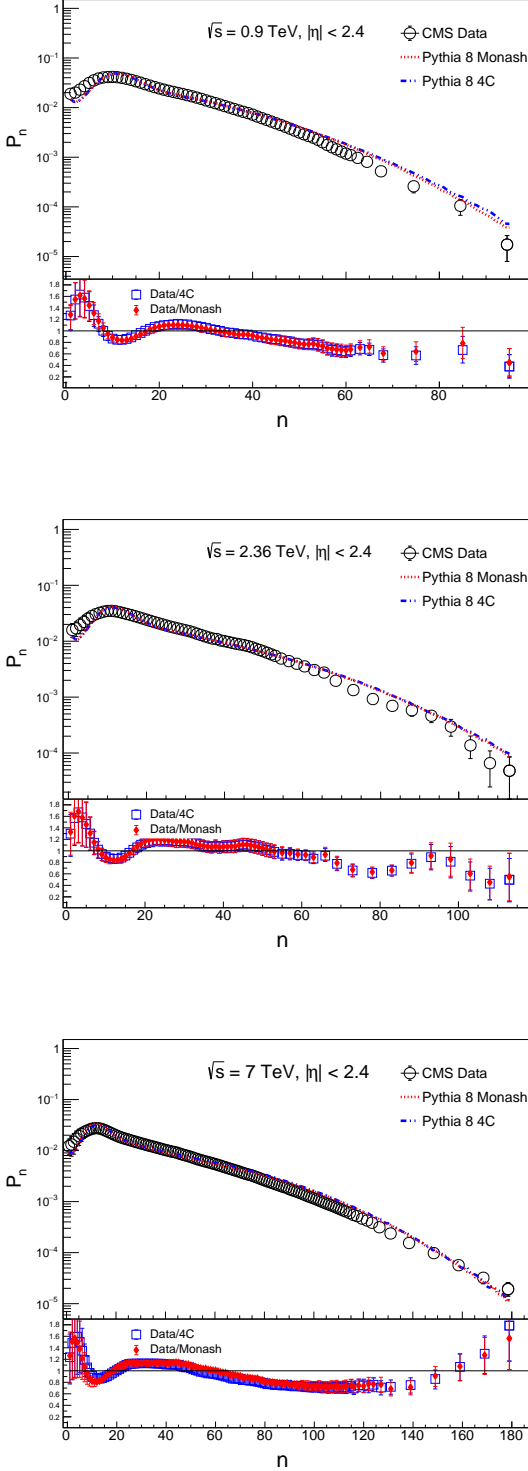 √s = 0.9 TeV, |η| < 2.4
CMS Data
Pythia 8 Monash
Pythia 8 4C
P_n
1
10⁻¹
10⁻²
10⁻³
10⁻⁴
10⁻⁵
Data/4C
Data/Monash
1.8
1.6
1.4
1.2
1
0.8
0.6
0.4
0.2
0 20 40 60 80 100
n
√s = 2.36 TeV, |η| < 2.4
CMS Data
Pythia 8 Monash
Pythia 8 4C
P_n
1
10⁻¹
10⁻²
10⁻³
10⁻⁴
Data/4C
Data/Monash
1.8
1.6
1.4
1.2
1
0.8
0.6
0.4
0.2
0 20 40 60 80 100
n
√s = 7 TeV, |η| < 2.4
CMS Data
Pythia 8 Monash
Pythia 8 4C
P_n
1
10⁻¹
10⁻²
10⁻³
10⁻⁴
10⁻⁵
Data/4C
Data/Monash
1.8
1.6
1.4
1.2
1
0.8
0.6
0.4
0.2
0 20 40 60 80 100 120 140 160 180
n